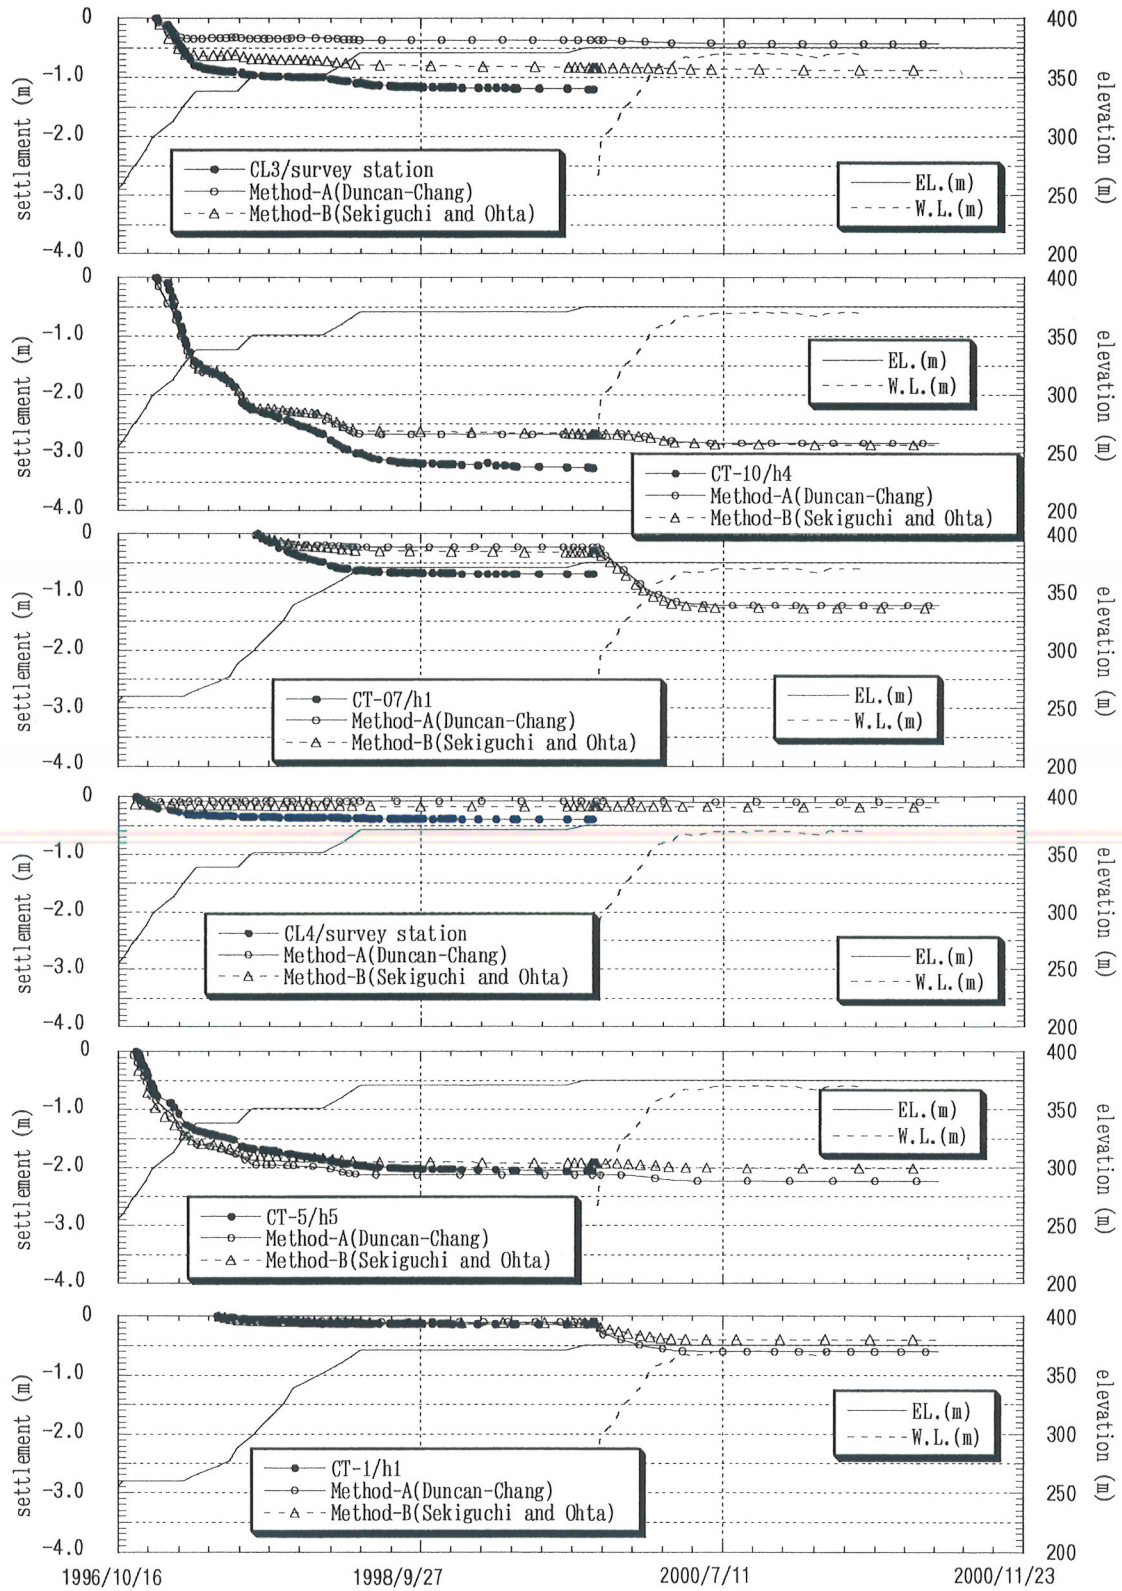 0
400
-1.0
350
-2.0
300
-3.0
250
-4.0
200
settlement (m)
elevation (m)
CL3/survey station
Method-A(Duncan-Chang)
Method-B(Sekiguchi and Ohta)
EL.(m)
W.L.(m)
0
400
-1.0
350
-2.0
300
-3.0
250
-4.0
200
settlement (m)
elevation (m)
EL.(m)
W.L.(m)
CT-10/h4
Method-A(Duncan-Chang)
Method-B(Sekiguchi and Ohta)
0
400
-1.0
350
-2.0
300
-3.0
250
-4.0
200
settlement (m)
elevation (m)
CT-07/h1
Method-A(Duncan-Chang)
Method-B(Sekiguchi and Ohta)
EL.(m)
W.L.(m)
0
400
-1.0
350
-2.0
300
-3.0
250
-4.0
200
settlement (m)
elevation (m)
CL4/survey station
Method-A(Duncan-Chang)
Method-B(Sekiguchi and Ohta)
EL.(m)
W.L.(m)
0
400
-1.0
350
-2.0
300
-3.0
250
-4.0
200
settlement (m)
elevation (m)
EL.(m)
W.L.(m)
CT-5/h5
Method-A(Duncan-Chang)
Method-B(Sekiguchi and Ohta)
0
400
-1.0
350
-2.0
300
-3.0
250
-4.0
200
settlement (m)
elevation (m)
EL.(m)
W.L.(m)
CT-1/h1
Method-A(Duncan-Chang)
Method-B(Sekiguchi and Ohta)
1996/10/16
1998/9/27
2000/7/11
2000/11/23